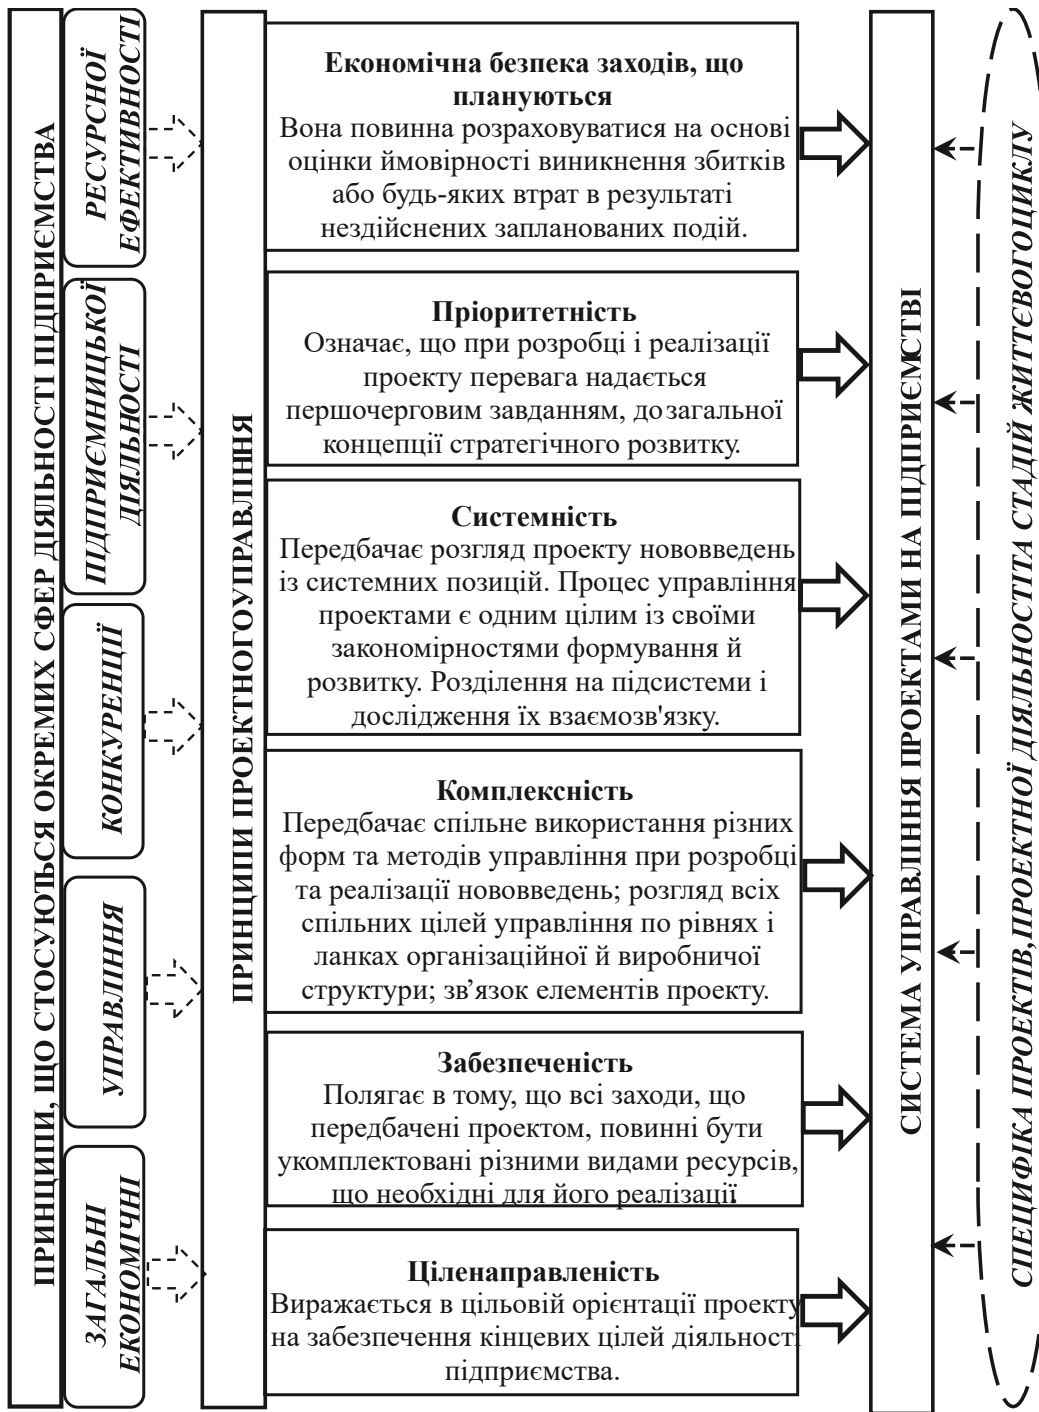 ПРИНЦИПИ, ЩО СТОСУЮТЬСЯ ОКРЕМИХ СФЕР ДІЯЛЬНОСТІ ПІДПРИЄМСТВА
РЕСУРСНОЇ
ЕФЕКТИВНОСТІ
ПІДПРИЄМНИЦЬКОЇ
ДІЯЛЬНОСТІ
КОНКУРЕНЦІЇ
УПРАВЛІННЯ
ЗАГАЛЬНІ
ЕКОНОМІЧНІ
ПРИНЦИПИ ПРОЕКТНОГОУПРАВЛІННЯ
Економічна безпека заходів, що
плануються
Вона повинна розраховуватися на основі
оцінки ймовірності виникнення збитків
або будь-яких втрат в результаті
нездійснених запланованих подій.
Пріоритетність
Означає, що при розробці і реалізації
проекту перевага надається
першочерговим завданням, до загальної
концепції стратегічного розвитку.
Системність
Передбачає розгляд проекту нововведень
із системних позицій. Процес управління
проектами є одним цілим із своїми
закономірностями формування й
розвитку. Розділення на підсистеми і
дослідження їх взаємозв'язку.
Комплексність
Передбачає спільне використання різних
форм та методів управління при розробці
та реалізації нововведень; розгляд всіх
спільних цілей управління по рівнях і
ланках організаційної й виробничої
структури; зв’язок елементів проекту.
Забезпеченість
Полягає в тому, що всі заходи, що
передбачені проектом, повинні бути
укомплектовані різними видами ресурсів,
що необхідні для його реалізації.
Ціленаправленість
Виражається в цільовій орієнтації проекту
на забезпечення кінцевих цілей діяльності
підприємства.
СИСТЕМА УПРАВЛІННЯ ПРОЕКТАМИ НА ПІДПРИЄМСТВІ
СПЕЦИФІКА ПРОЕКТІВ,ПРОЕКТНОЇ ДІЯЛЬНОСТІТА СТАДІЙ ЖИТТЄВОГОЦИКЛУ